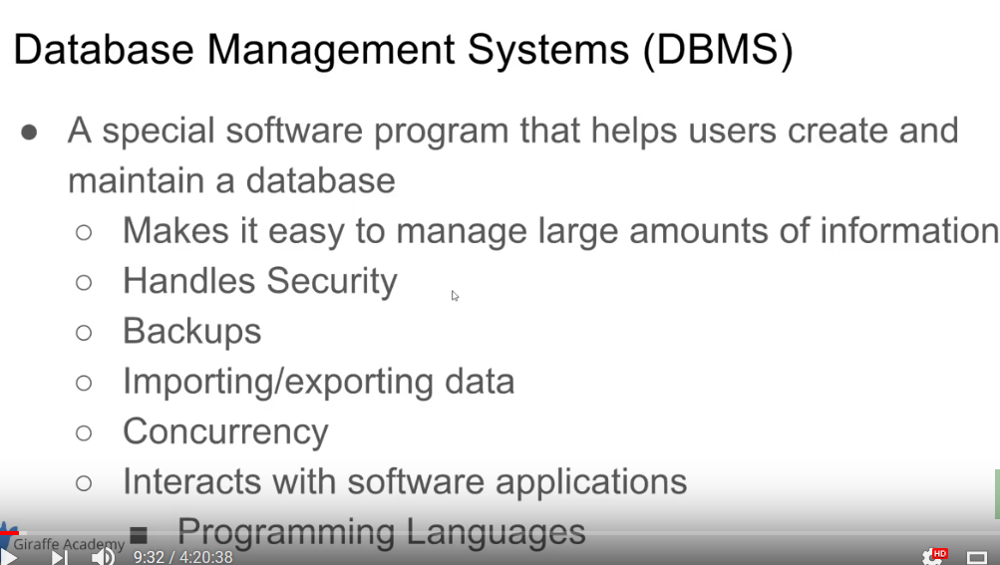 Database Management Systems (DBMS)
● A special software program that helps users create and
maintain a database
○ Makes it easy to manage large amounts of information
○ Handles Security
○ Backups
○ Importing/exporting data
○ Concurrency
○ Interacts with software applications
■ Programming Languages
Giraffe Academy
9:32 / 4:20:38
HD